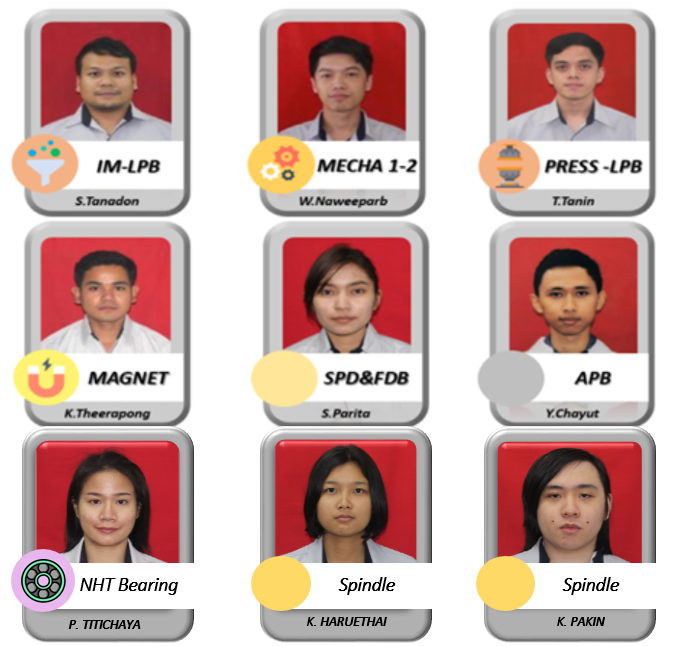 IM-LPB
S.Tanadon
MECHA 1-2
W.Naweeparb
PRESS -LPB
T.Tanin
MAGNET
K.Theerapong
SPD&FDB
S.Parita
APB
Y.Chayut
NHT Bearing
P. TITICHAYA
Spindle
K. HARUETHAI
Spindle
K. PAKIN